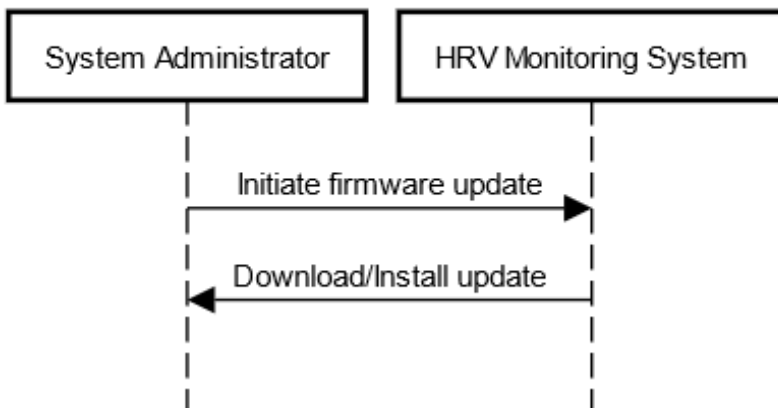 System Administrator
HRV Monitoring System
Initiate firmware update
Download/Install update